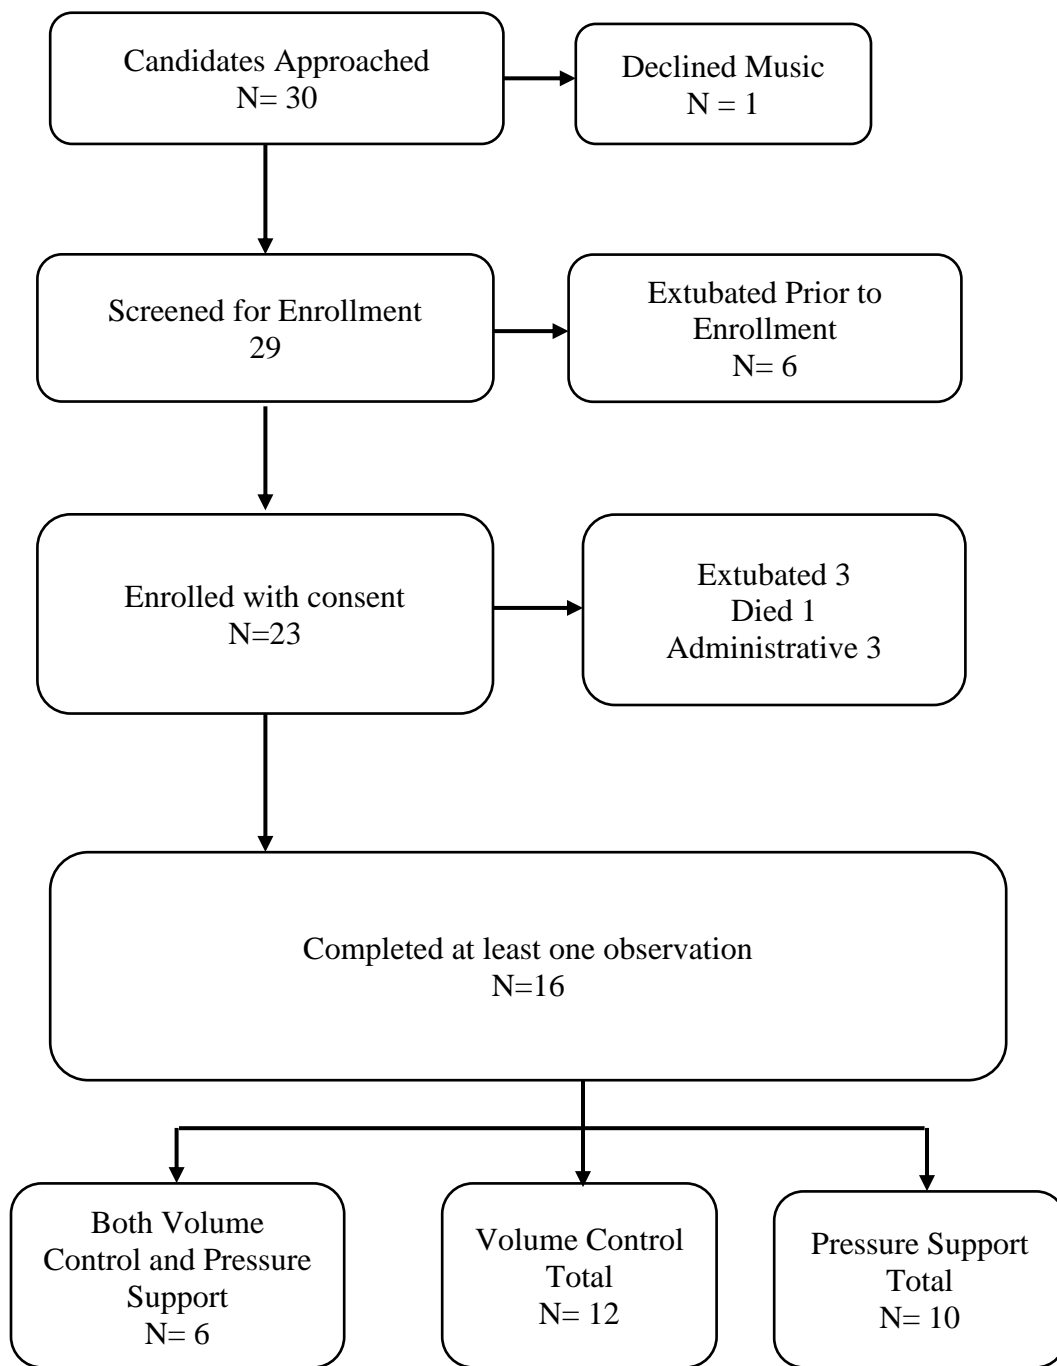 Candidates Approached
N= 30
Declined Music
N = 1
Screened for Enrollment
29
Extubated Prior to
Enrollment
N= 6
Enrolled with consent
N=23
Extubated 3
Died 1
Administrative 3
Completed at least one observation
N=16
Both Volume
Control and Pressure
Support
N= 6
Volume Control
Total
N= 12
Pressure Support
Total
N= 10